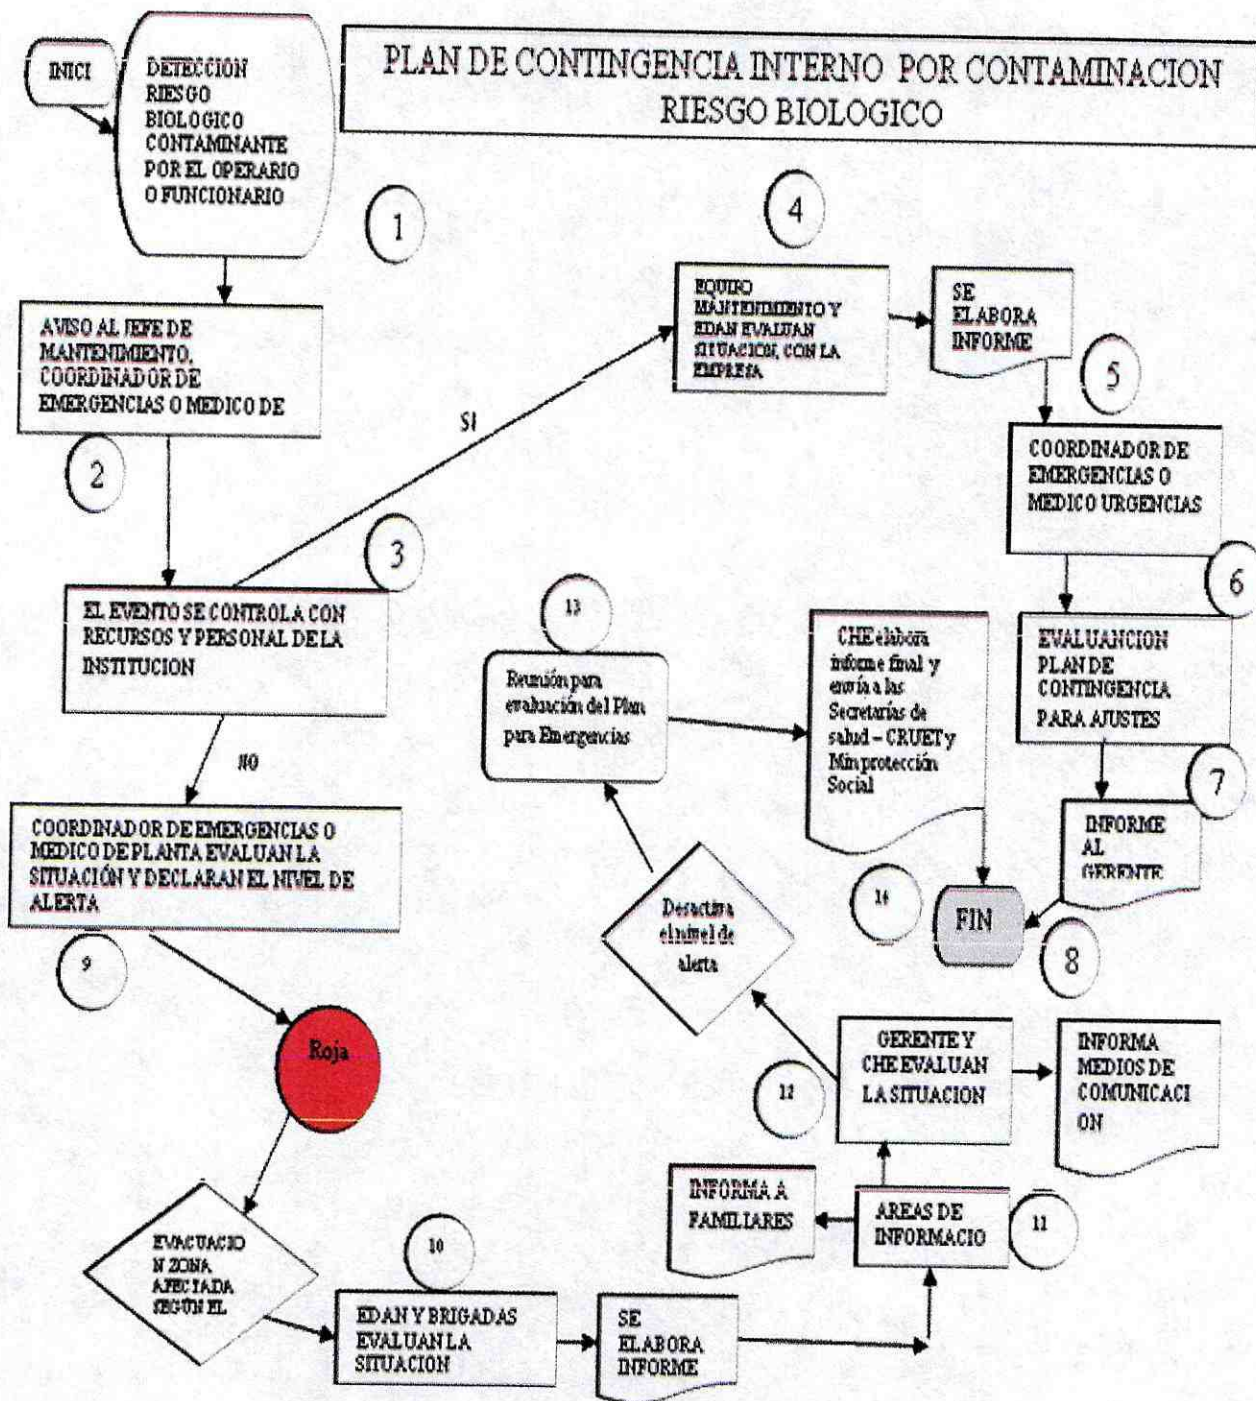 PLAN DE CONTINGENCIA INTERNO POR CONTAMINACION
RIESGO BIOLOGICO
INICI
DETECCION
RIESGO
BIOLOGICO
CONTAMINANTE
POR EL OPERARIO
O FUNCIONARIO
1
AVISO AL JEFE DE
MANTENIMIENTO,
COORDINADOR DE
EMERGENCIAS O MEDICO DE
2
EL EVENTO SE CONTROLA CON
RECURSOS Y PERSONAL DE LA
INSTITUCION
3
SI
EQUIPO
MANTENIMIENTO Y
EDAN EVALUAN
SITUACION, CON LA
EMPRESA
4
SE
ELABORA
INFORME
5
COORDINADOR DE
EMERGENCIAS O
MEDICO URGENCIAS
6
EVALUANCION
PLAN DE
CONTINGENCIA
PARA AJUSTES
7
INFORME
AL
GERENTE
8
FIN
NO
COORDINADOR DE EMERGENCIAS O
MEDICO DE PLANTA EVALUAN LA
SITUACIÓN Y DECLARAN EL NIVEL DE
ALERTA
9
Roja
EVACUACIO
N ZONA
AFECTADA
SEGÚN EL
10
EDAN Y BRIGADAS
EVALUAN LA
SITUACION
SE
ELABORA
INFORME
AREAS DE
INFORMACIO
11
INFORMA A
FAMILIARES
GERENTE Y
CHE EVALUAN
LA SITUACION
12
INFORMA
MEDIOS DE
COMUNICACI
ON
Desactiva
el nivel de
alerta
13
Reunión para
evaluación del Plan
para Emergencias
CHE elabora
informe final y
envía a las
Secretarías de
salud – CRUET y
Min protección
Social
14